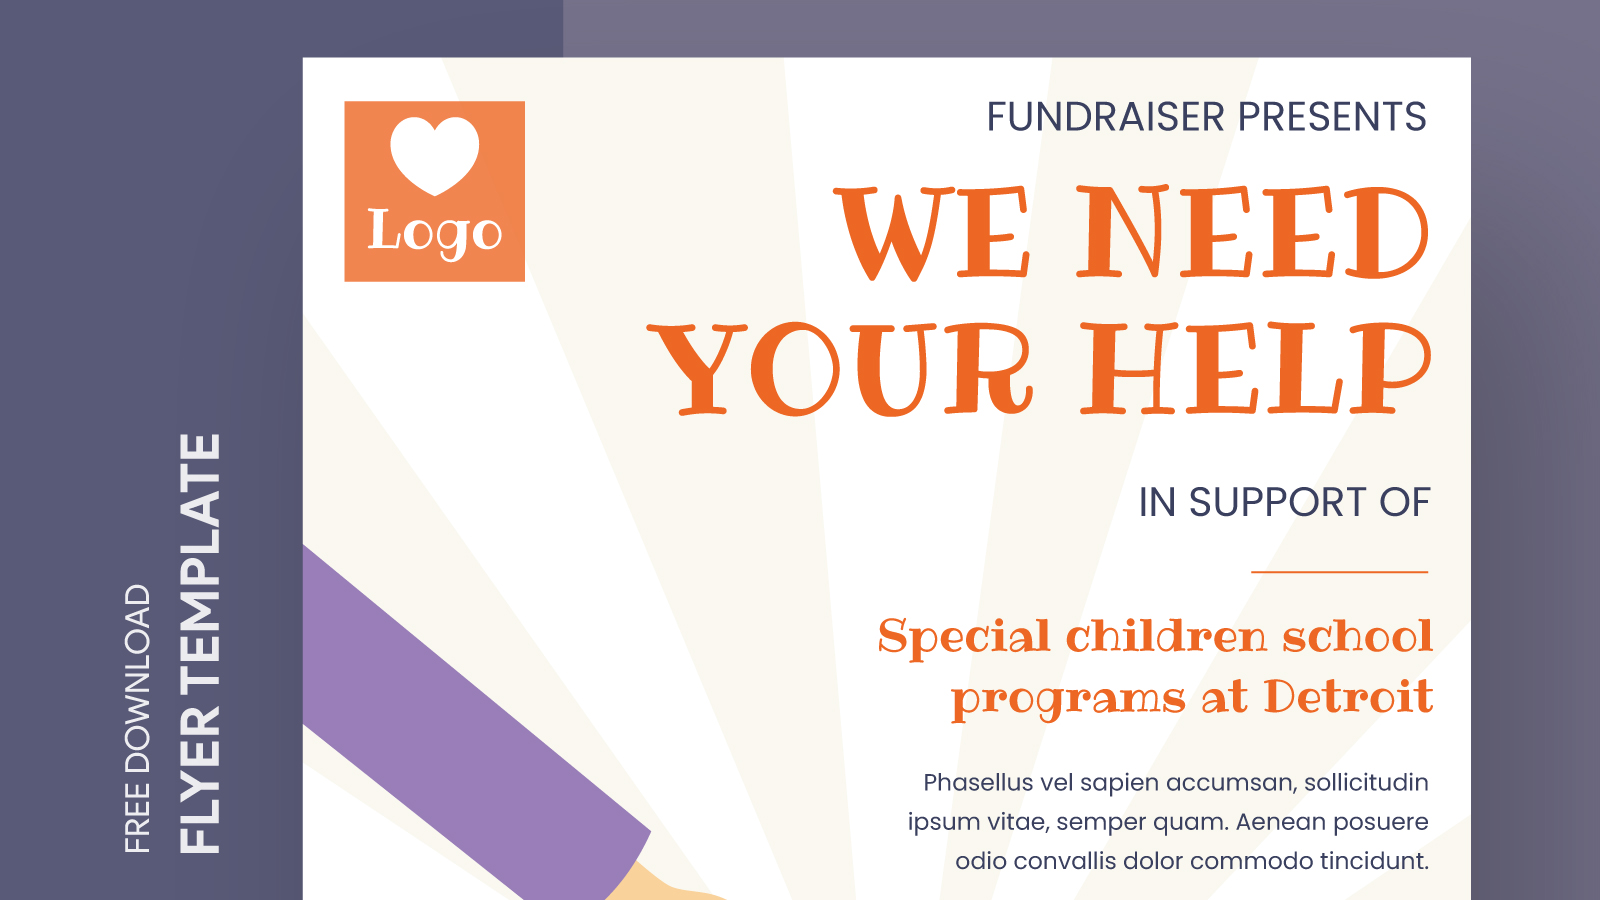 FREE DOWNLOAD
FLYER TEMPLATE
Logo
FUNDRAISER PRESENTS
WE NEED
YOUR HELP
IN SUPPORT OF
Special children school
programs at Detroit
Phasellus vel sapien accumsan, sollicitudin
ipsum vitae, semper quam. Aenean posuere
odio convallis dolor commodo tincidunt.